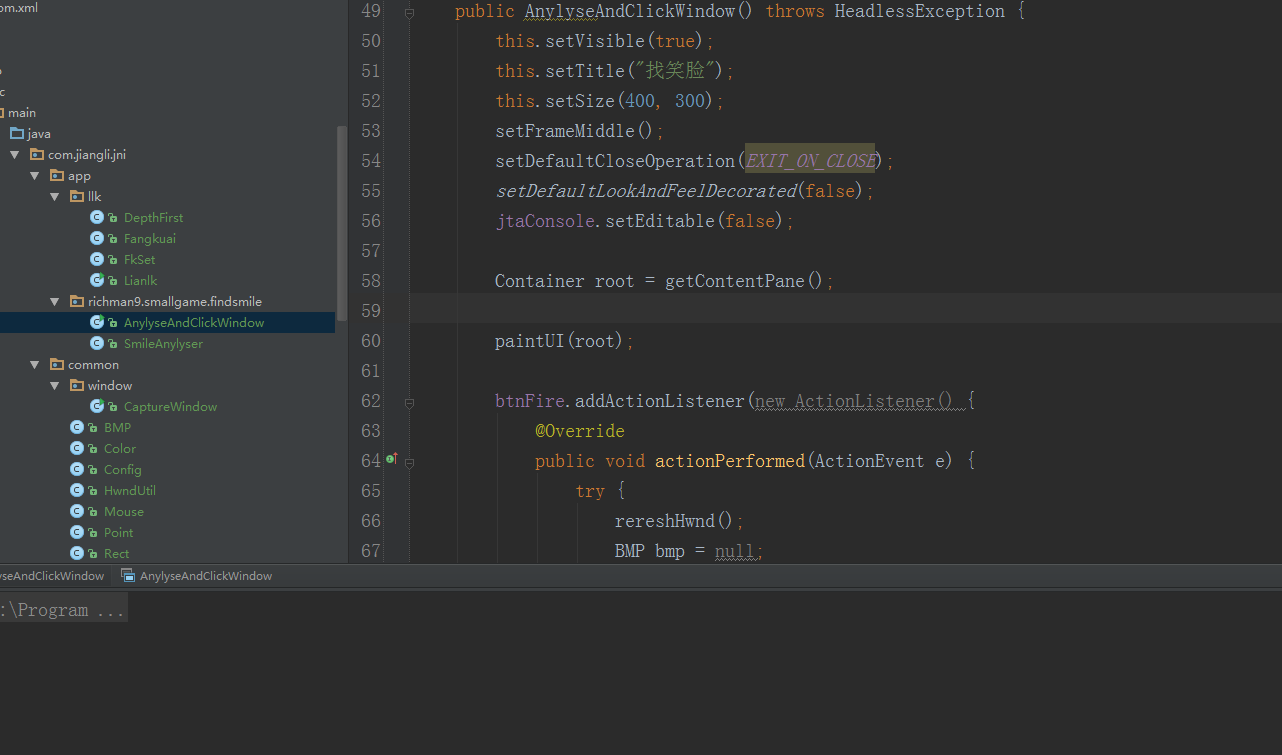 om.xml
main
java
com.jiangli.jni
app
llk
DepthFirst
Fangkuai
FkSet
Lianlk
richman9.smallgame.findsmile
AnylyseAndClickWindow
SmileAnylyser
common
window
CaptureWindow
BMP
Color
Config
HwndUtil
Mouse
Point
Rect
49 public AnylyseAndClickWindow() throws HeadlessException {
50 this.setVisible(true);
51 this.setTitle("找笑脸");
52 this.setSize(400, 300);
53 setFrameMiddle();
54 setDefaultCloseOperation(EXIT_ON_CLOSE);
55 setDefaultLookAndFeelDecorated(false);
56 jtaConsole.setEditable(false);
57
58 Container root = getContentPane();
59
60 paintUI(root);
61
62 btnFire.addActionListener(new ActionListener() {
63 @Override
64 public void actionPerformed(ActionEvent e) {
65 try {
66 rereshHwnd();
67 BMP bmp = null;
yseAndClickWindow AnylyseAndClickWindow
:\Program ...